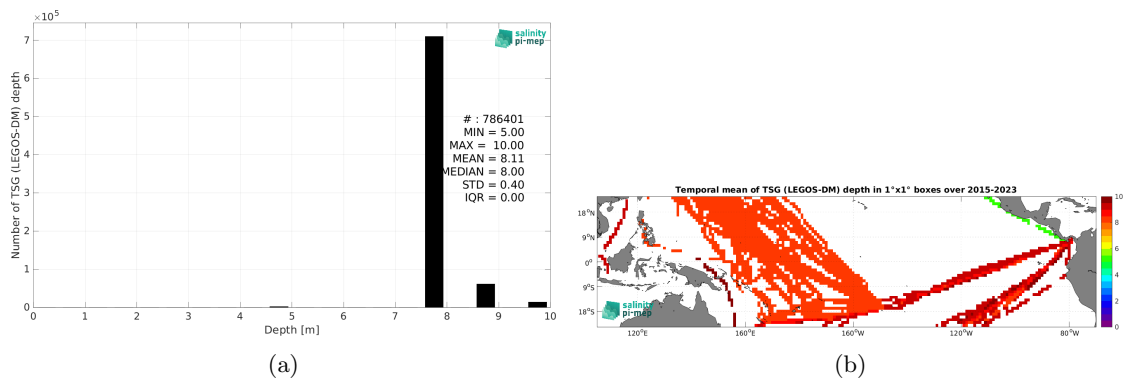 ×10⁵
7
6
5
4
3
2
1
0
Number of TSG (LEGOS-DM) depth
salinity
pi-mep
# : 786401
MIN = 5.00
MAX = 10.00
MEAN = 8.11
MEDIAN = 8.00
STD = 0.40
IQR = 0.00
0 1 2 3 4 5 6 7 8 9 10
Depth [m]
(a)
Temporal mean of TSG (LEGOS-DM) depth in 1°x1° boxes over 2015-2023
18°N
9°N
0°
9°S
18°S
salinity
pi-mep
120°E 160°E 160°W 120°W 80°W
10
8
6
4
2
0
(b)